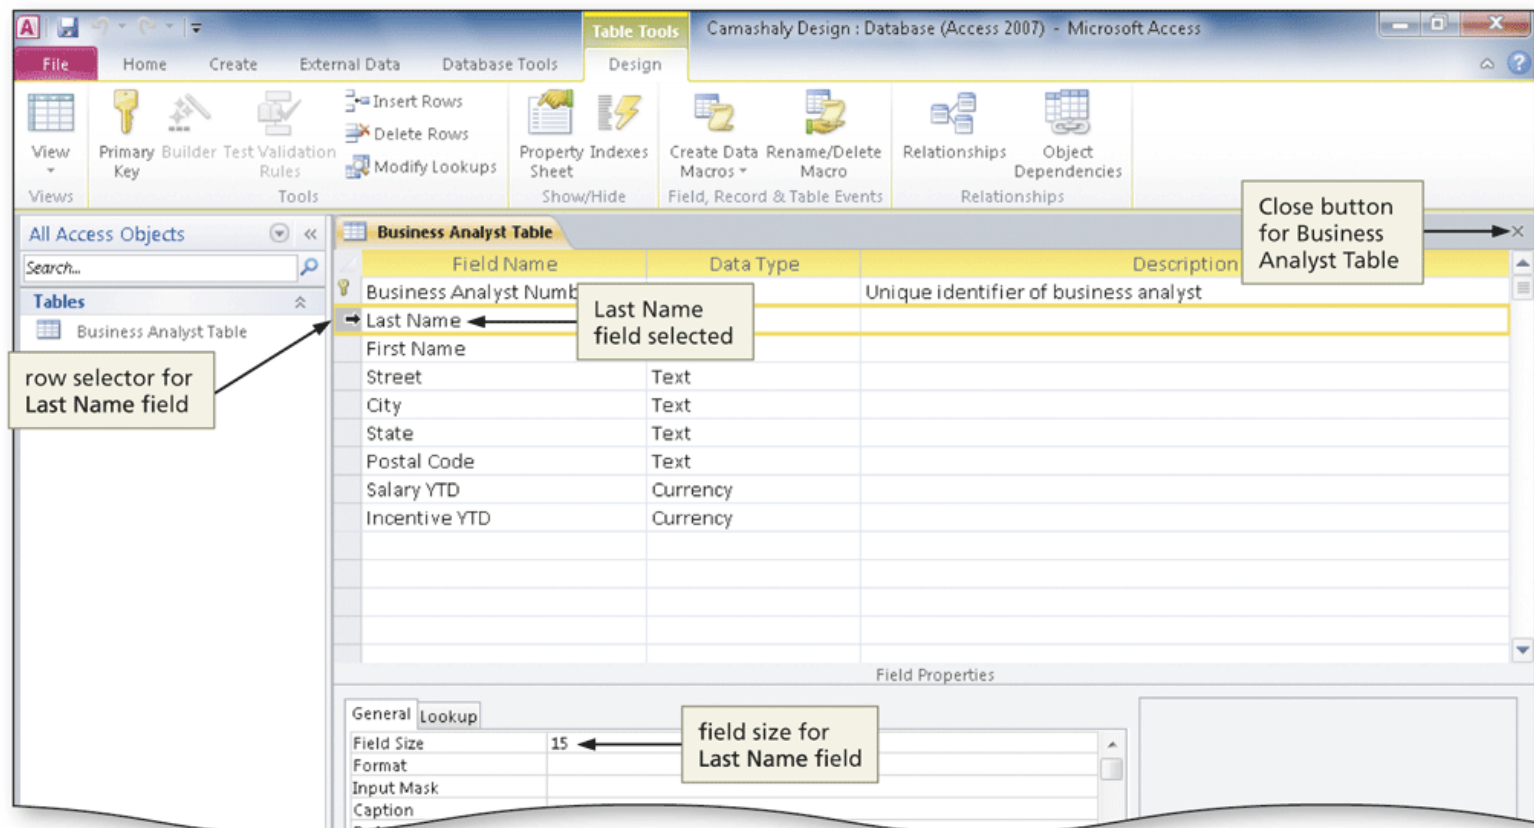 A
Table Tools
Camashaly Design : Database (Access 2007) - Microsoft Access
File Home Create External Data Database Tools Design
View
Primary Key
Builder
Test Validation Rules
Insert Rows
Delete Rows
Modify Lookups
Property Sheet
Indexes
Create Data Macros
Rename/Delete Macro
Relationships
Object Dependencies
Views Tools Show/Hide Field, Record & Table Events Relationships
Close button
for Business
Analyst Table
All Access Objects
Search...
Tables
Business Analyst Table
row selector for
Last Name field
Business Analyst Table
Field Name Data Type Description
Business Analyst Numb Unique identifier of business analyst
Last Name
Last Name
field selected
First Name
Street Text
City Text
State Text
Postal Code Text
Salary YTD Currency
Incentive YTD Currency
Field Properties
General Lookup
Field Size 15
field size for
Last Name field
Format
Input Mask
Caption